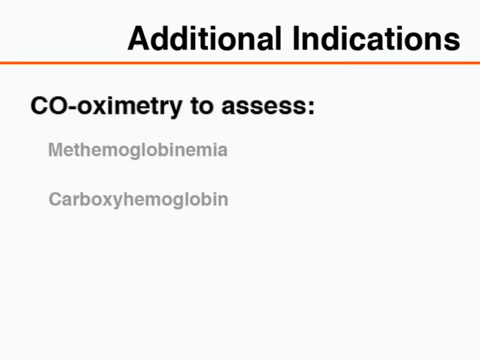 Additional Indications
CO-oximetry to assess:
Methemoglobinemia
Carboxyhemoglobin